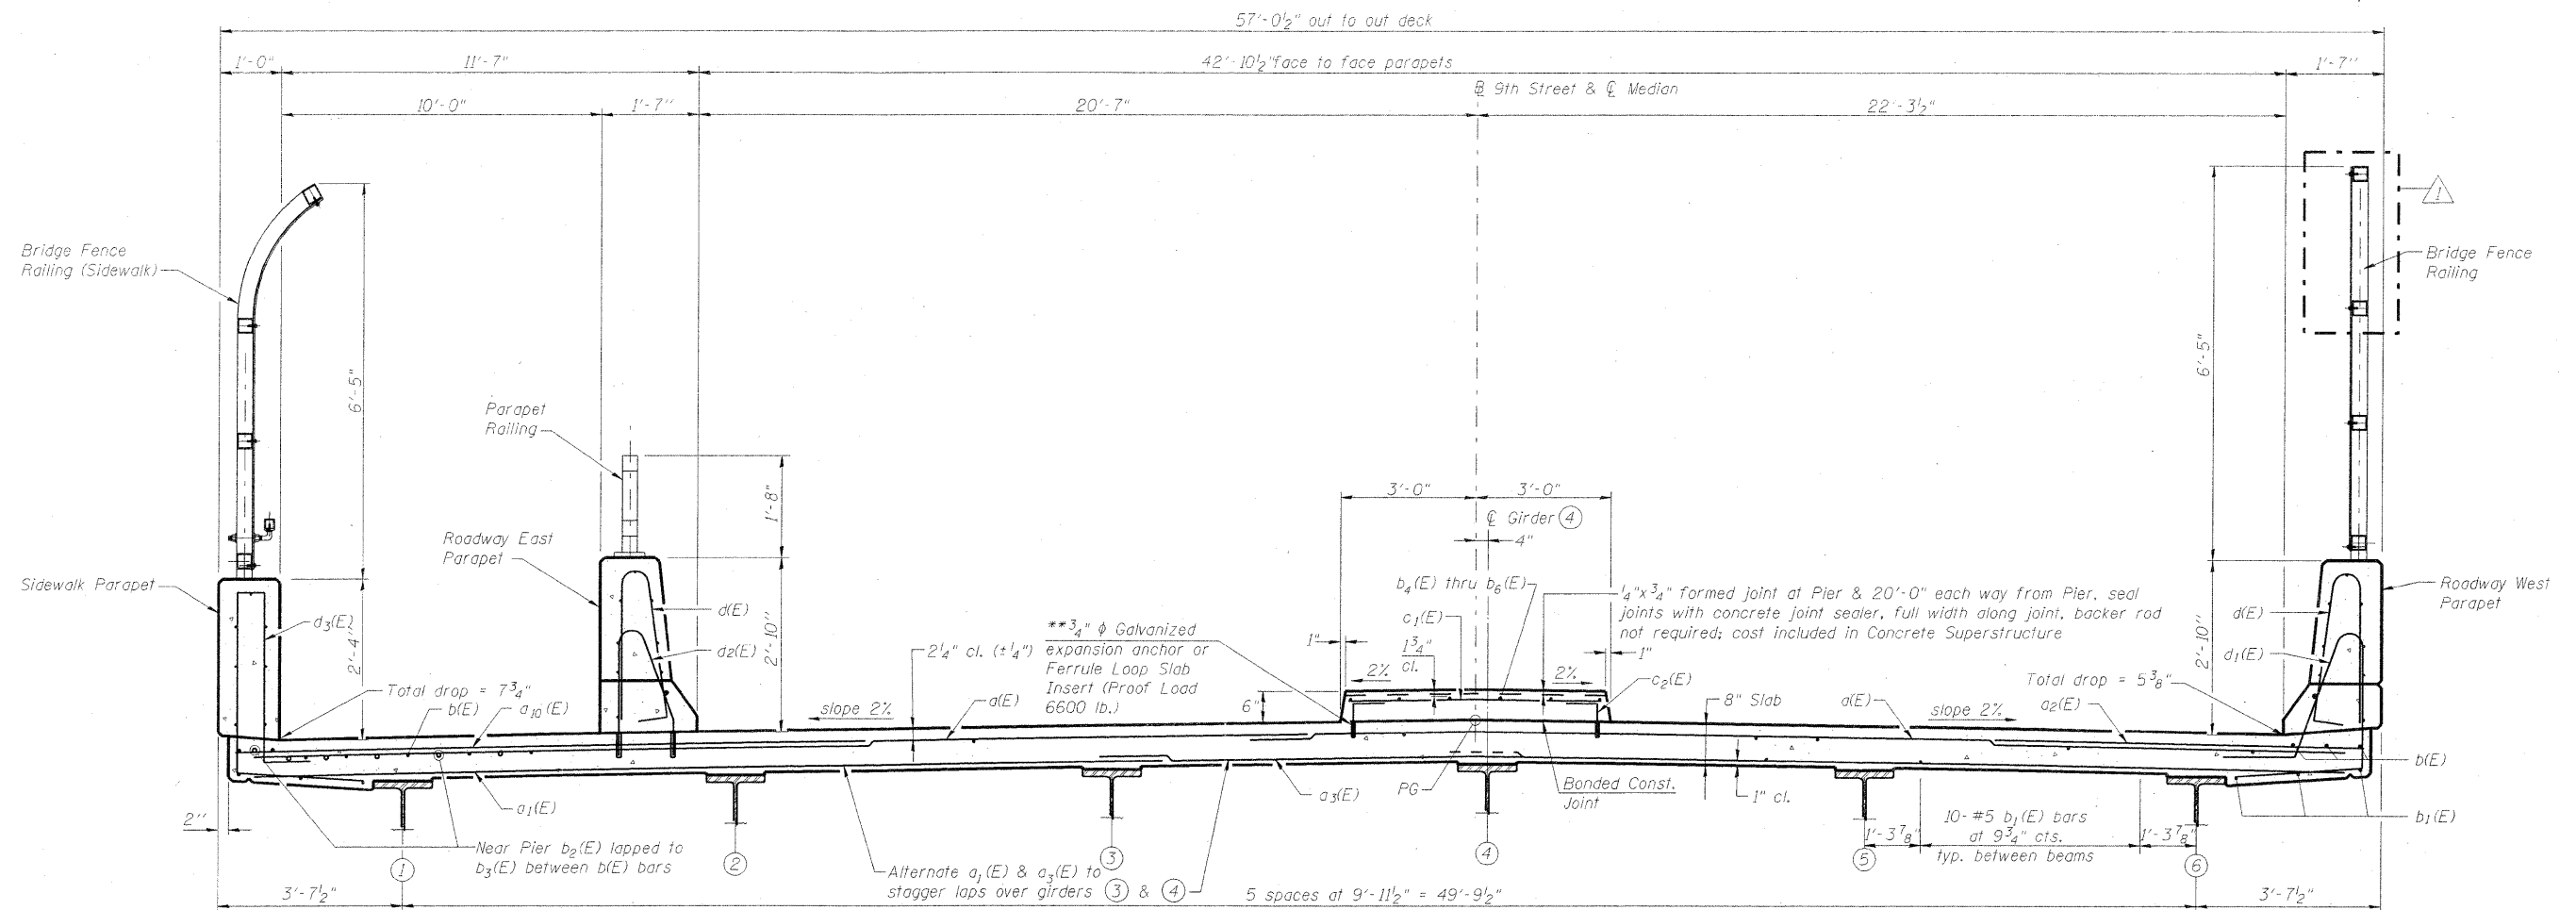 57'-0½" out to out deck
1'-0"
11'-7"
42'-10½" face to face parapets
1'-7"
℄ 9th Street & ℄ Median
10'-0"
1'-7"
20'-7"
22'-3½"
1
Bridge Fence
Railing (Sidewalk)
Bridge Fence
Railing
6'-5"
6'-5"
Parapet
Railing
1'-8"
3'-0"
3'-0"
℄ Girder 4
4"
Roadway East
Parapet
Sidewalk Parapet
b4(E) thru b6(E)
¼"x¾" formed joint at Pier & 20'-0" each way from Pier, seal
joints with concrete joint sealer, full width along joint, backer rod
not required; cost included in Concrete Superstructure
Roadway West
Parapet
d3(E)
2'-4"
d(E)
d2(E)
2'-10"
2¼" cl. (±¼")
**¾" ϕ Galvanized
expansion anchor or
Ferrule Loop Slab
Insert (Proof Load
6600 lb.)
1"
c1(E)
1¾"
cl.
2%
2%
1"
c2(E)
d(E)
d1(E)
2'-10"
Total drop = 7¾"
b(E)
a10(E)
slope 2%
a(E)
6"
8" Slab
a(E)
slope 2%
Total drop = 5⅜"
a2(E)
b(E)
a1(E)
a3(E)
PG
Bonded Const.
Joint
1" cl.
2"
Near Pier b2(E) lapped to
b3(E) between b(E) bars
1
2
3
4
5
6
1'-3⅞"
10-#5 b1(E) bars
at 9¾" cts.
typ. between beams
1'-3⅞"
b1(E)
Alternate a1(E) & a3(E) to
stagger laps over girders 3 & 4
3'-7½"
5 spaces at 9'-11½" = 49'-9½"
3'-7½"